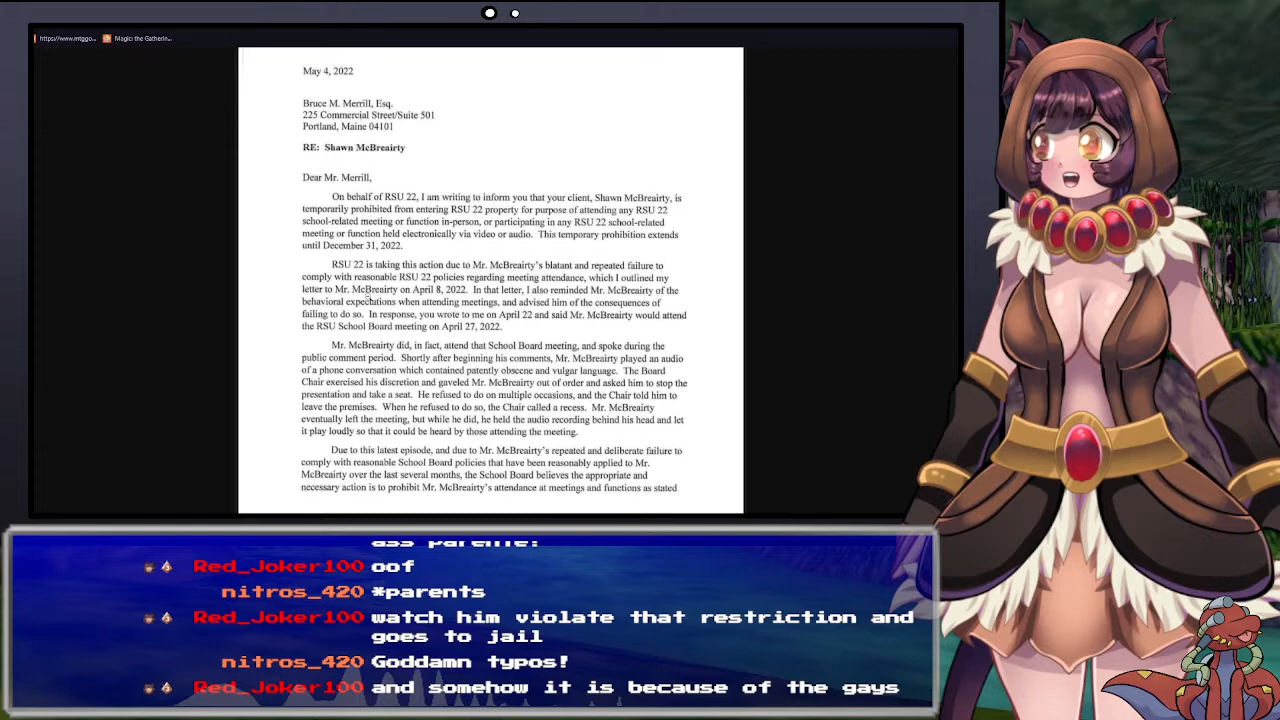 https://www.mtggo...
Magic: the Gatherin...
May 4, 2022
Bruce M. Merrill, Esq.
225 Commercial Street/Suite 501
Portland, Maine 04101
RE: Shawn McBreairty
Dear Mr. Merrill,
On behalf of RSU 22, I am writing to inform you that your client, Shawn McBreairty, is
temporarily prohibited from entering RSU 22 property for purpose of attending any RSU 22
school-related meeting or function in-person, or participating in any RSU 22 school-related
meeting or function held electronically via video or audio. This temporary prohibition extends
until December 31, 2022.
RSU 22 is taking this action due to Mr. McBreairty's blatant and repeated failure to
comply with reasonable RSU 22 policies regarding meeting attendance, which I outlined my
letter to Mr. McBreairty on April 8, 2022. In that letter, I also reminded Mr. McBreairty of the
behavioral expectations when attending meetings, and advised him of the consequences of
failing to do so. In response, you wrote to me on April 22 and said Mr. McBreairty would attend
the RSU School Board meeting on April 27, 2022.
Mr. McBreairty did, in fact, attend that School Board meeting, and spoke during the
public comment period. Shortly after beginning his comments, Mr. McBreairty played an audio
of a phone conversation which contained patently obscene and vulgar language. The Board
Chair exercised his discretion and gaveled Mr. McBreairty out of order and asked him to stop the
presentation and take a seat. He refused to do on multiple occasions, and the Chair told him to
leave the premises. When he refused to do so, the Chair called a recess. Mr. McBreairty
eventually left the meeting, but while he did, he held the audio recording behind his head and let
it play loudly so that it could be heard by those attending the meeting.
Due to this latest episode, and due to Mr. McBreairty's repeated and deliberate failure to
comply with reasonable School Board policies that have been reasonably applied to Mr.
McBreairty over the last several months, the School Board believes the appropriate and
necessary action is to prohibit Mr. McBreairty's attendance at meetings and functions as stated
Red_Joker100 oof
nitros_420 *parents
Red_Joker100 watch him violate that restriction and
goes to jail
nitros_420 Goddamn typos!
Red_Joker100 and somehow it is because of the gays